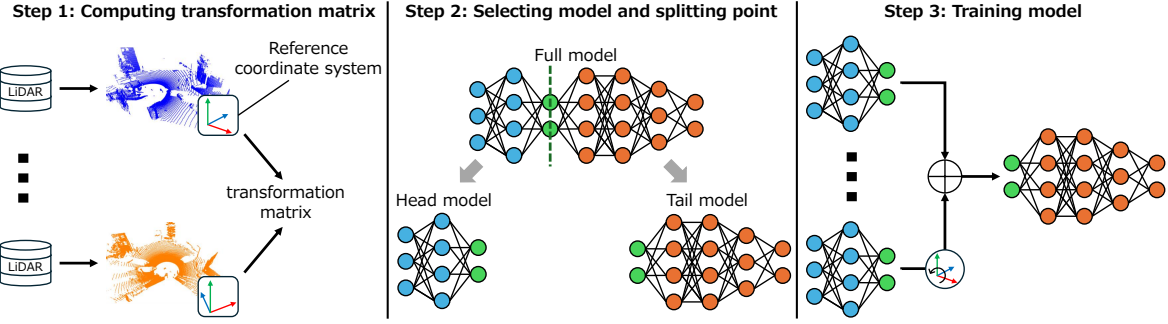 Step 1: Computing transformation matrix
LiDAR
Reference
coordinate system
transformation
matrix
LiDAR
Step 2: Selecting model and splitting point
Full model
Head model
Tail model
Step 3: Training model